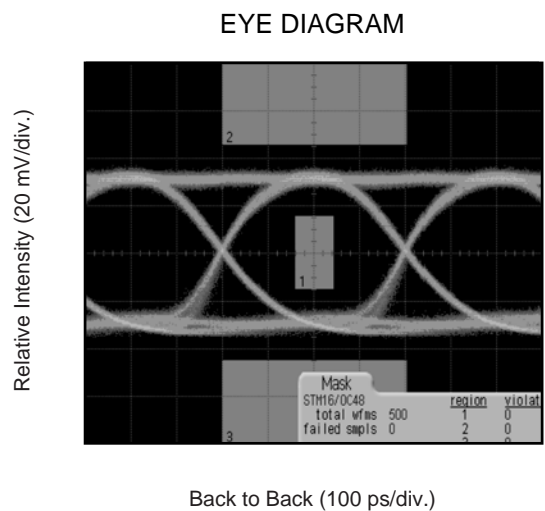 EYE DIAGRAM
Relative Intensity (20 mV/div.)
2
1
3
Mask
STM16/OC48 region violat
total wfms 500 1 0
failed smpls 0 2 0
3 0
Back to Back (100 ps/div.)